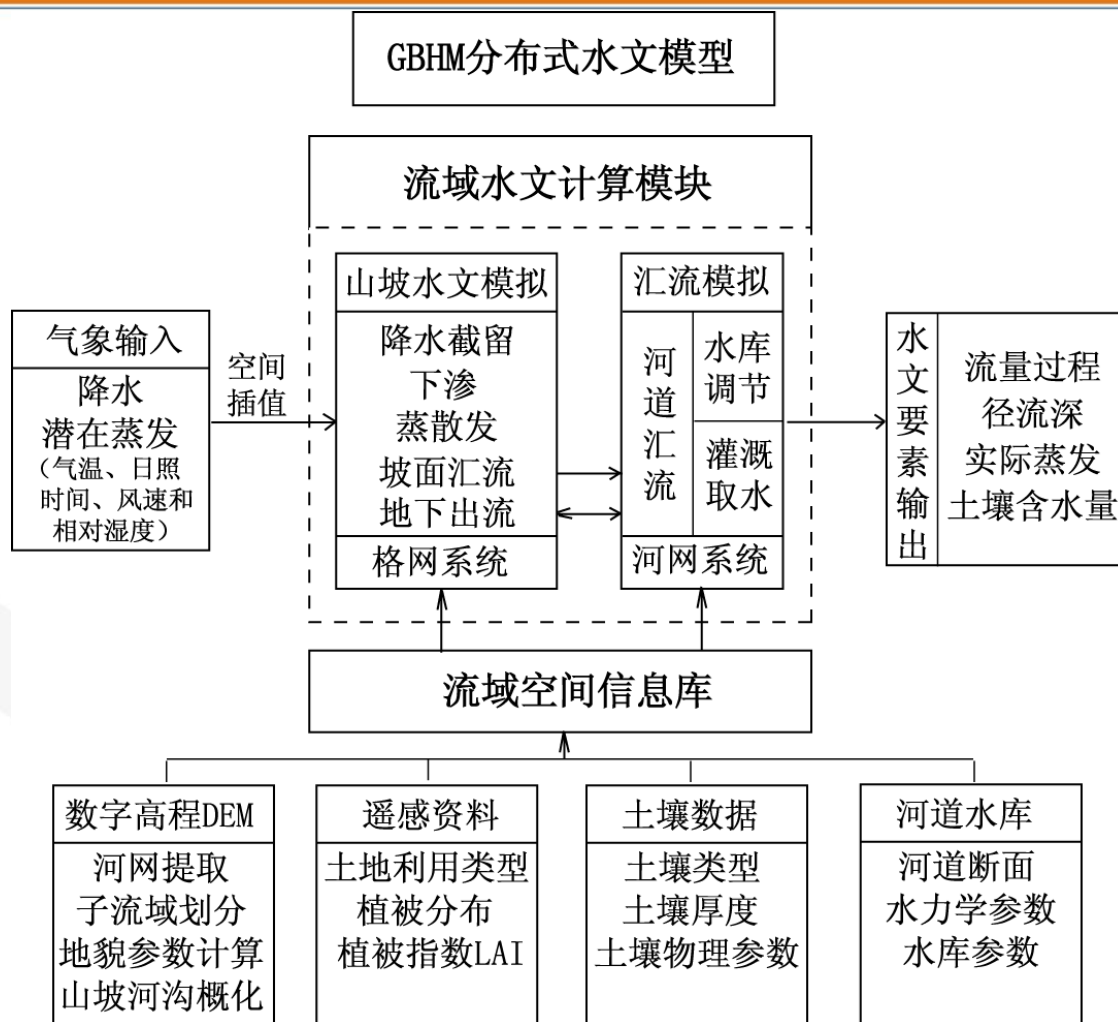 GBHM分布式水文模型
流域水文计算模块
气象输入
降水
潜在蒸发
（气温、日照
时间、风速和
相对湿度）
空间
插值
山坡水文模拟
降水截留
下渗
蒸散发
坡面汇流
地下出流
格网系统
汇流模拟
河
道
汇
流
水库
调节
灌溉
取水
河网系统
水
文
要
素
输
出
流量过程
径流深
实际蒸发
土壤含水量
流域空间信息库
数字高程DEM
河网提取
子流域划分
地貌参数计算
山坡河沟概化
遥感资料
土地利用类型
植被分布
植被指数LAI
土壤数据
土壤类型
土壤厚度
土壤物理参数
河道水库
河道断面
水力学参数
水库参数